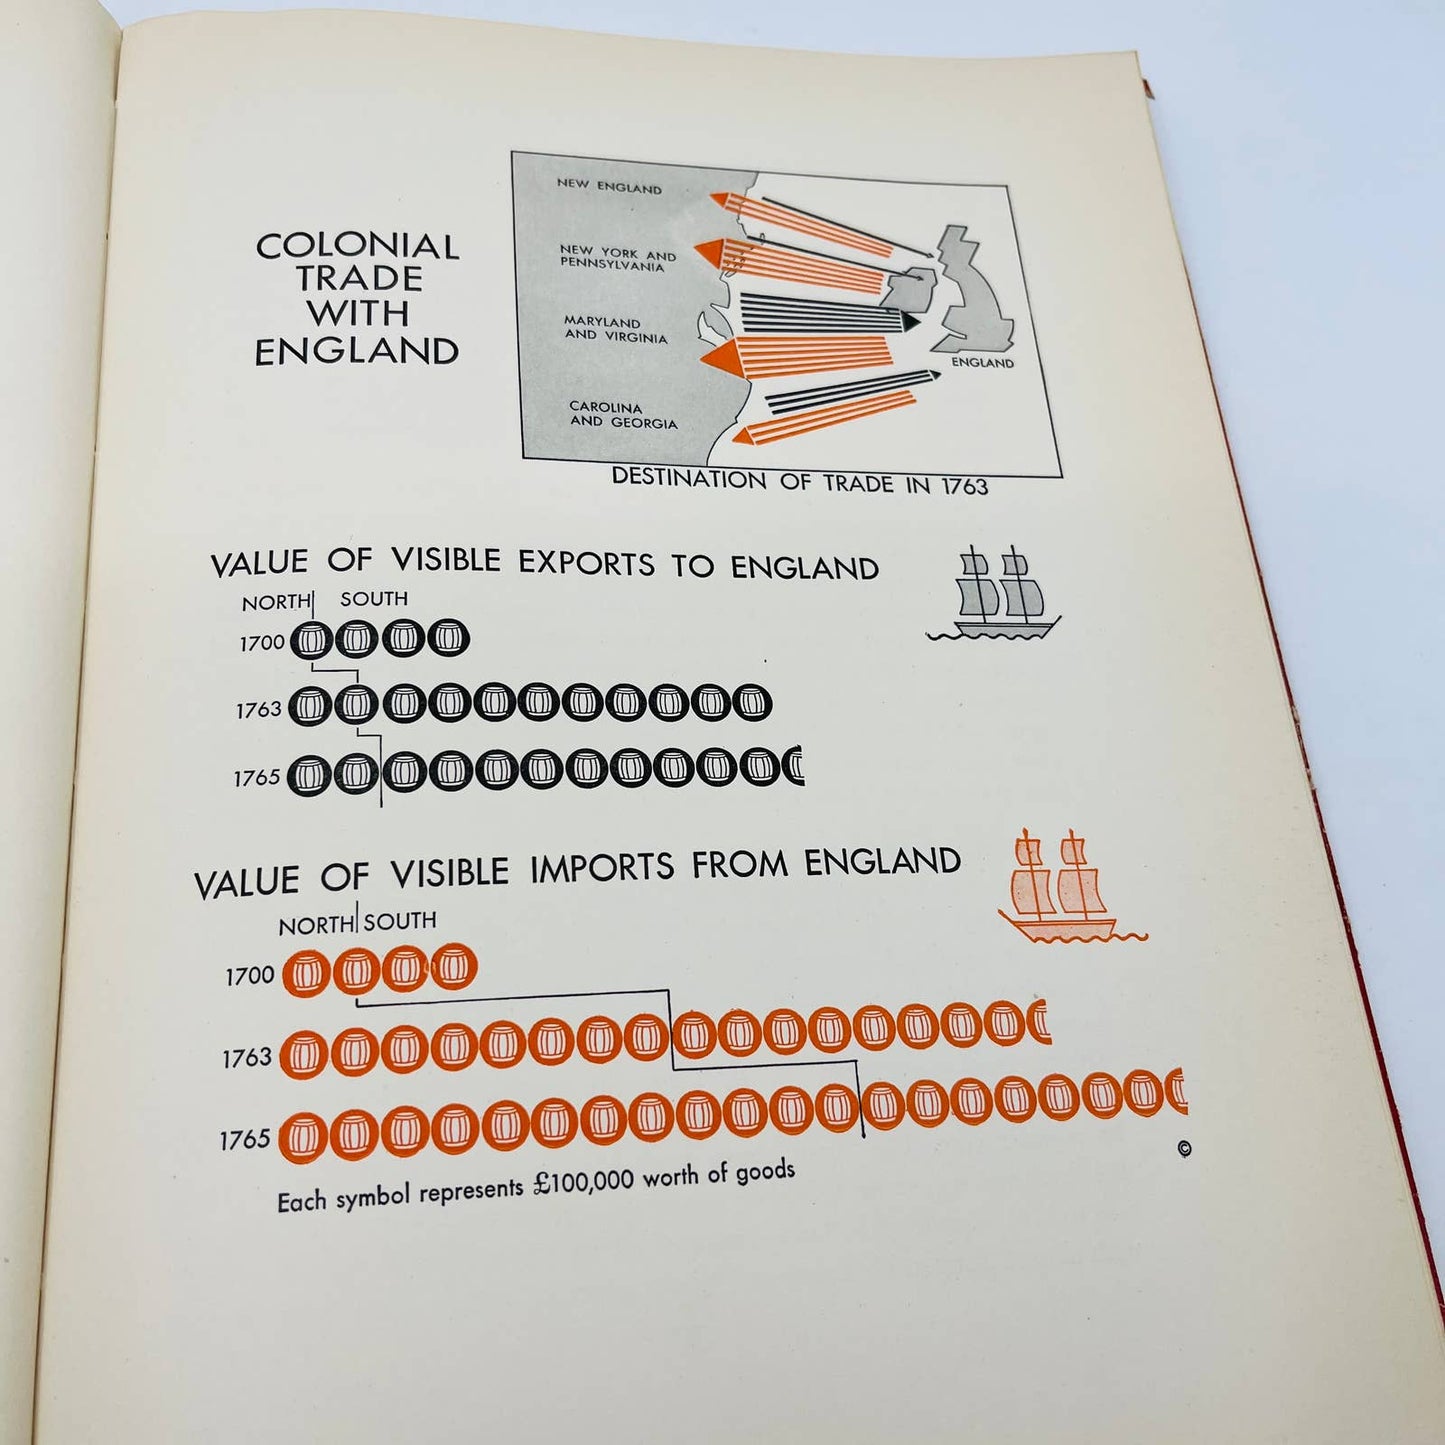 COLONIAL
TRADE
WITH
ENGLAND
NEW ENGLAND
NEW YORK AND
PENNSYLVANIA
MARYLAND
AND VIRGINIA
CAROLINA
AND GEORGIA
ENGLAND
DESTINATION OF TRADE IN 1763
VALUE OF VISIBLE EXPORTS TO ENGLAND
NORTH SOUTH
1700
1763
1765
VALUE OF VISIBLE IMPORTS FROM ENGLAND
NORTH SOUTH
1700
1763
1765
©
Each symbol represents £100,000 worth of goods